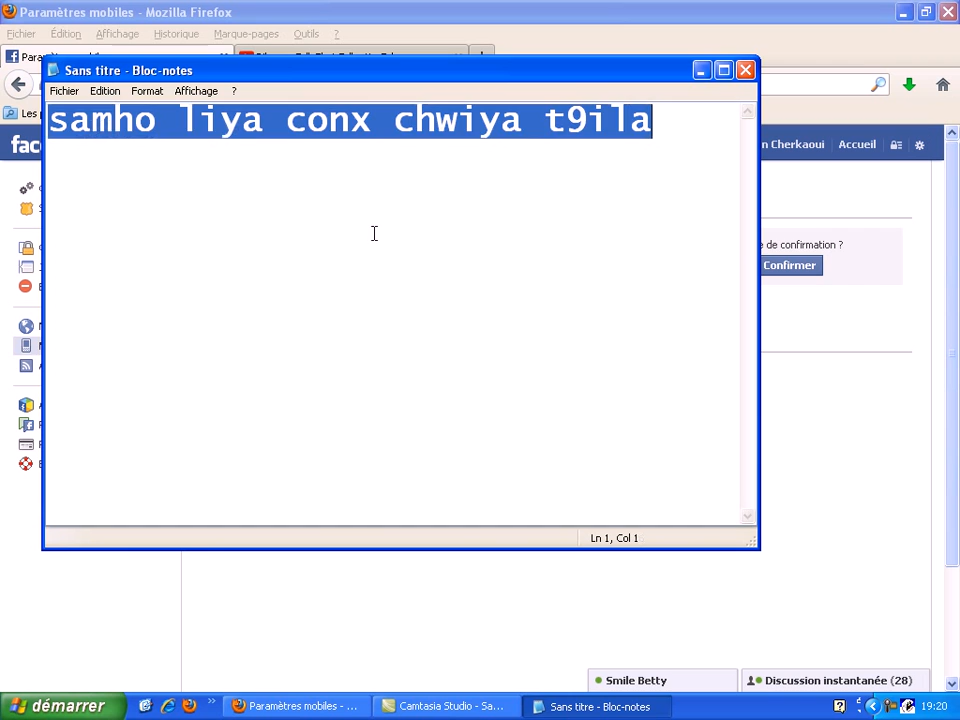 Paramètres mobiles - Mozilla Firefox
Fichier Édition Affichage Historique Marque-pages Outils ?
Sans titre - Bloc-notes
Fichier Edition Format Affichage ?
samho liya conx chwiya t9ila
Cherkaoui Accueil
de confirmation ?
Confirmer
Ln 1, Col 1
Smile Betty
Discussion instantanée (28)
démarrer
Paramètres mobiles - ...
Camtasia Studio - Sa...
Sans titre - Bloc-notes
19:20